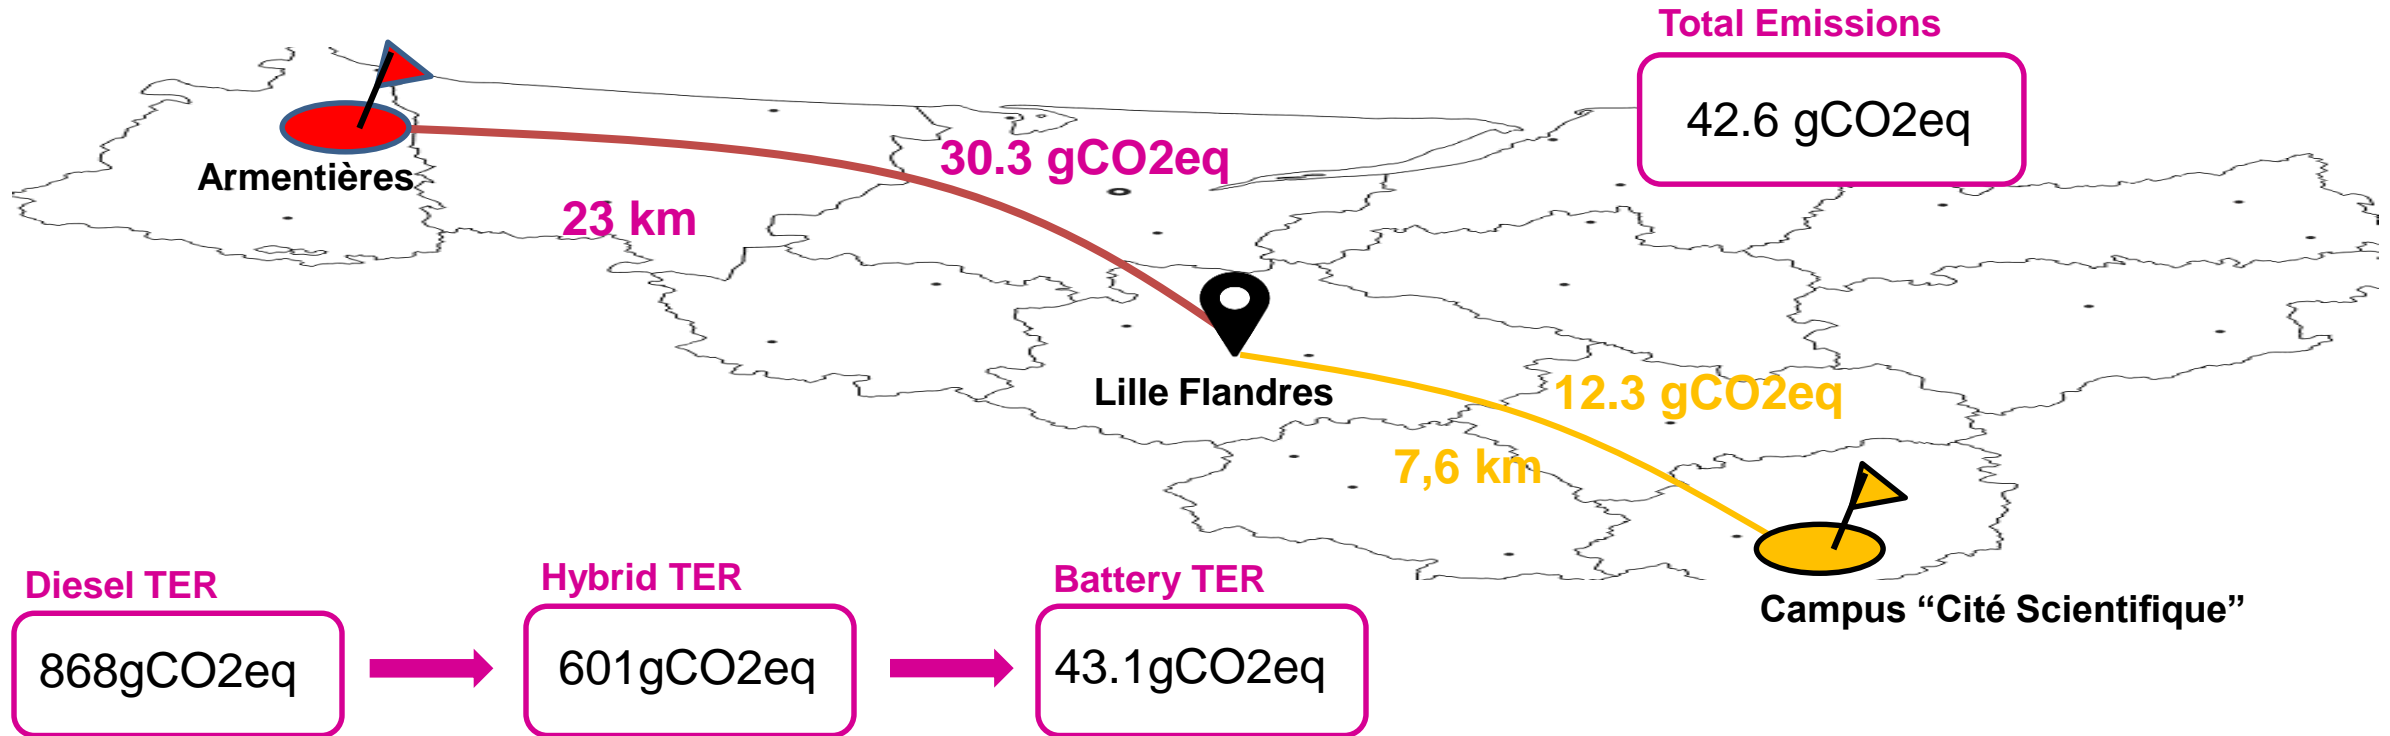 Total Emissions
42.6 gCO2eq
30.3 gCO2eq
Armentières
23 km
Lille Flandres
12.3 gCO2eq
7,6 km
Campus “Cité Scientifique”
Diesel TER
868gCO2eq
Hybrid TER
601gCO2eq
Battery TER
43.1gCO2eq